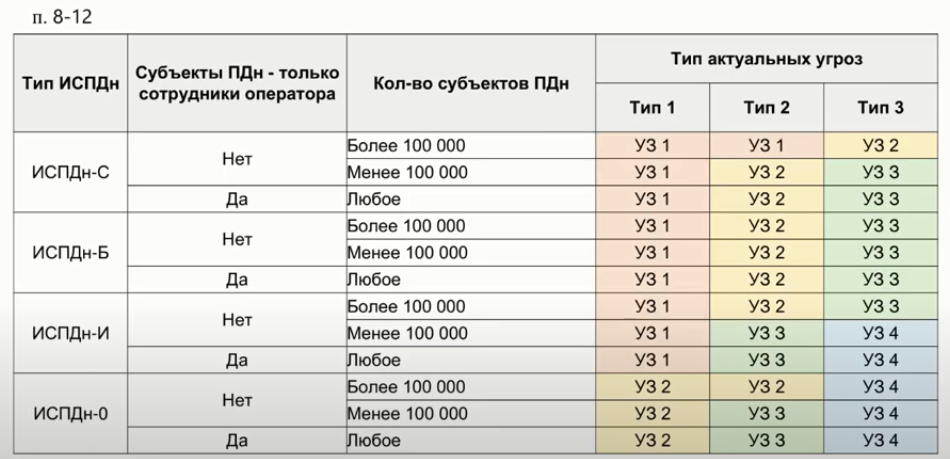 п. 8-12
Тип ИСПДн
Субъекты ПДн - только
сотрудники оператора
Кол-во субъектов ПДн
Тип актуальных угроз
Тип 1 Тип 2 Тип 3
ИСПДн-С
Нет
Более 100 000 УЗ 1 УЗ 1 УЗ 2
Менее 100 000 УЗ 1 УЗ 2 УЗ 3
Да Любое УЗ 1 УЗ 2 УЗ 3
ИСПДн-Б
Нет
Более 100 000 УЗ 1 УЗ 2 УЗ 3
Менее 100 000 УЗ 1 УЗ 2 УЗ 3
Да Любое УЗ 1 УЗ 2 УЗ 3
ИСПДн-И
Нет
Более 100 000 УЗ 1 УЗ 2 УЗ 3
Менее 100 000 УЗ 1 УЗ 3 УЗ 4
Да Любое УЗ 1 УЗ 3 УЗ 4
ИСПДн-0
Нет
Более 100 000 УЗ 2 УЗ 2 УЗ 4
Менее 100 000 УЗ 2 УЗ 3 УЗ 4
Да Любое УЗ 2 УЗ 3 УЗ 4